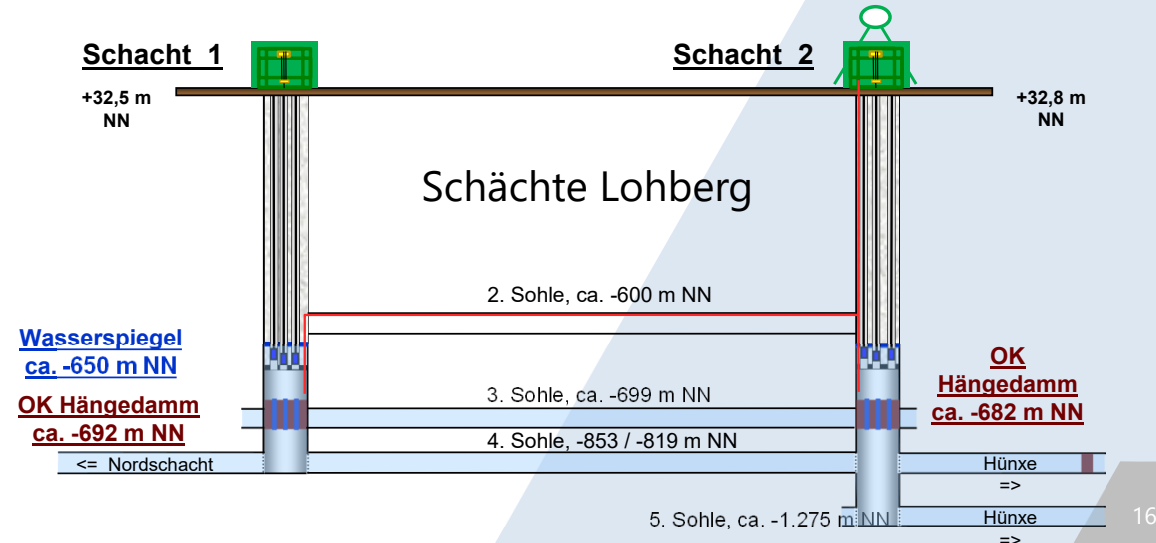 Schacht 1
Schacht 2
+32,5 m
NN
+32,8 m
NN
Schächte Lohberg
2. Sohle, ca. -600 m NN
Wasserspiegel
ca. -650 m NN
OK Hängedamm
ca. -692 m NN
OK
Hängedamm
ca. -682 m NN
3. Sohle, ca. -699 m NN
4. Sohle, -853 / -819 m NN
<= Nordschacht
Hünxe
=>
5. Sohle, ca. -1.275 m NN
Hünxe
=>
16